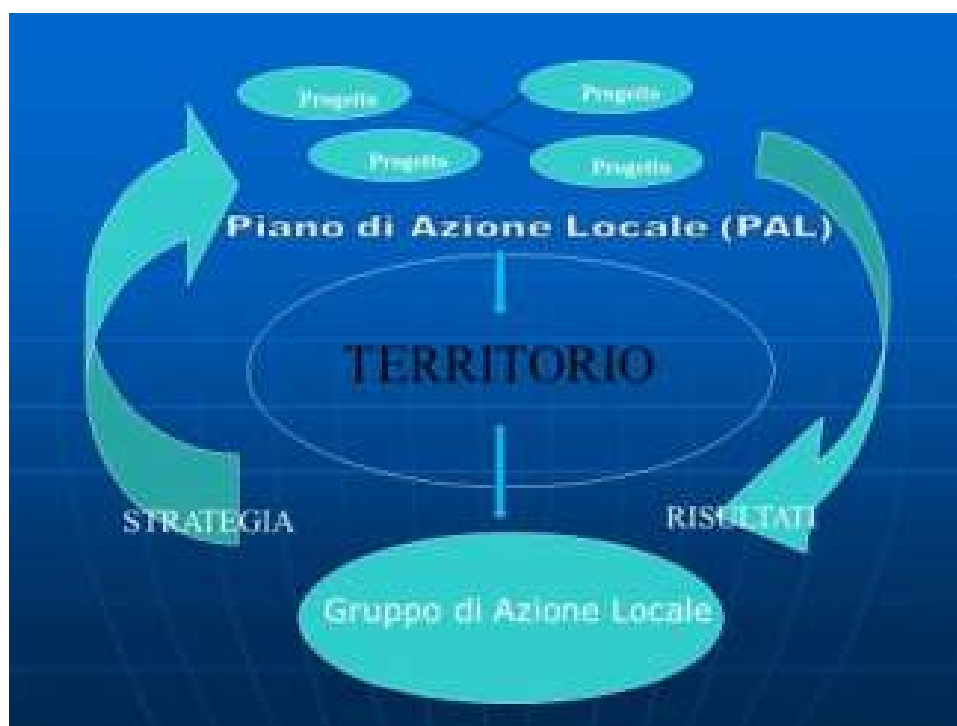 Progetto
Progetto
Progetto
Progetto
Piano di Azione Locale (PAL)
TERRITORIO
STRATEGIA
RISULTATI
Gruppo di Azione Locale